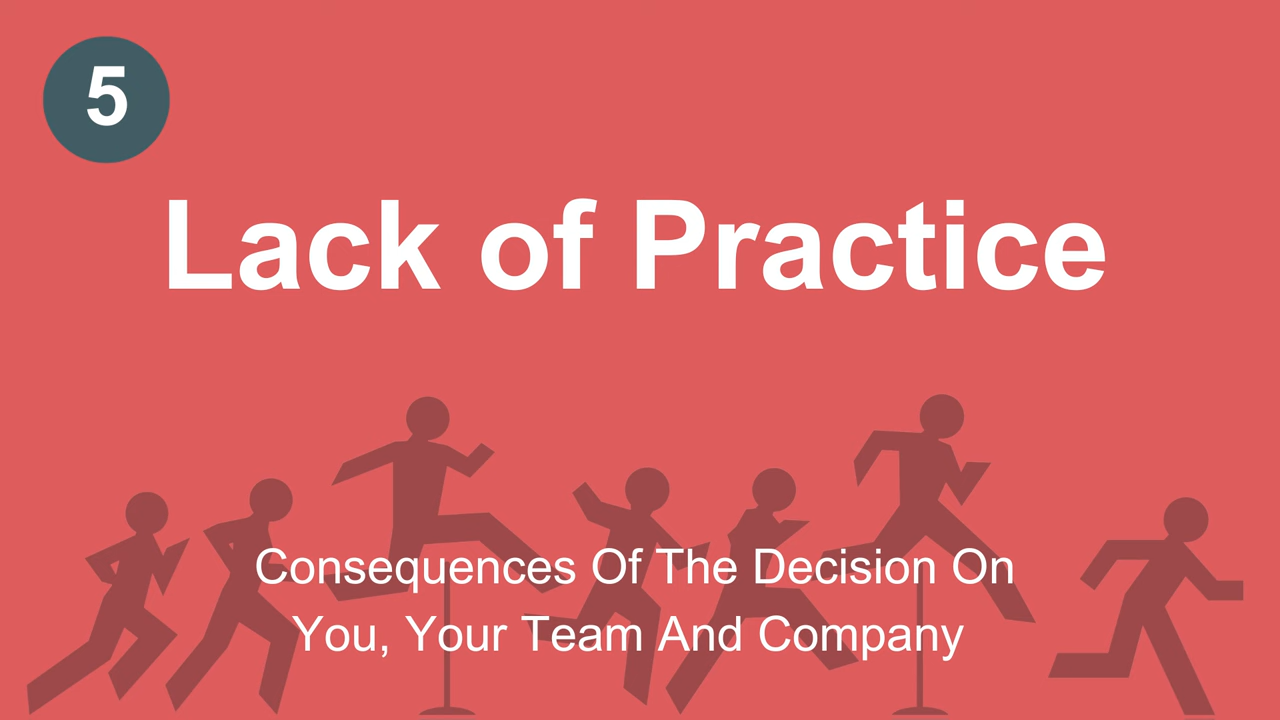 5
Lack of Practice
Consequences Of The Decision On
You, Your Team And Company